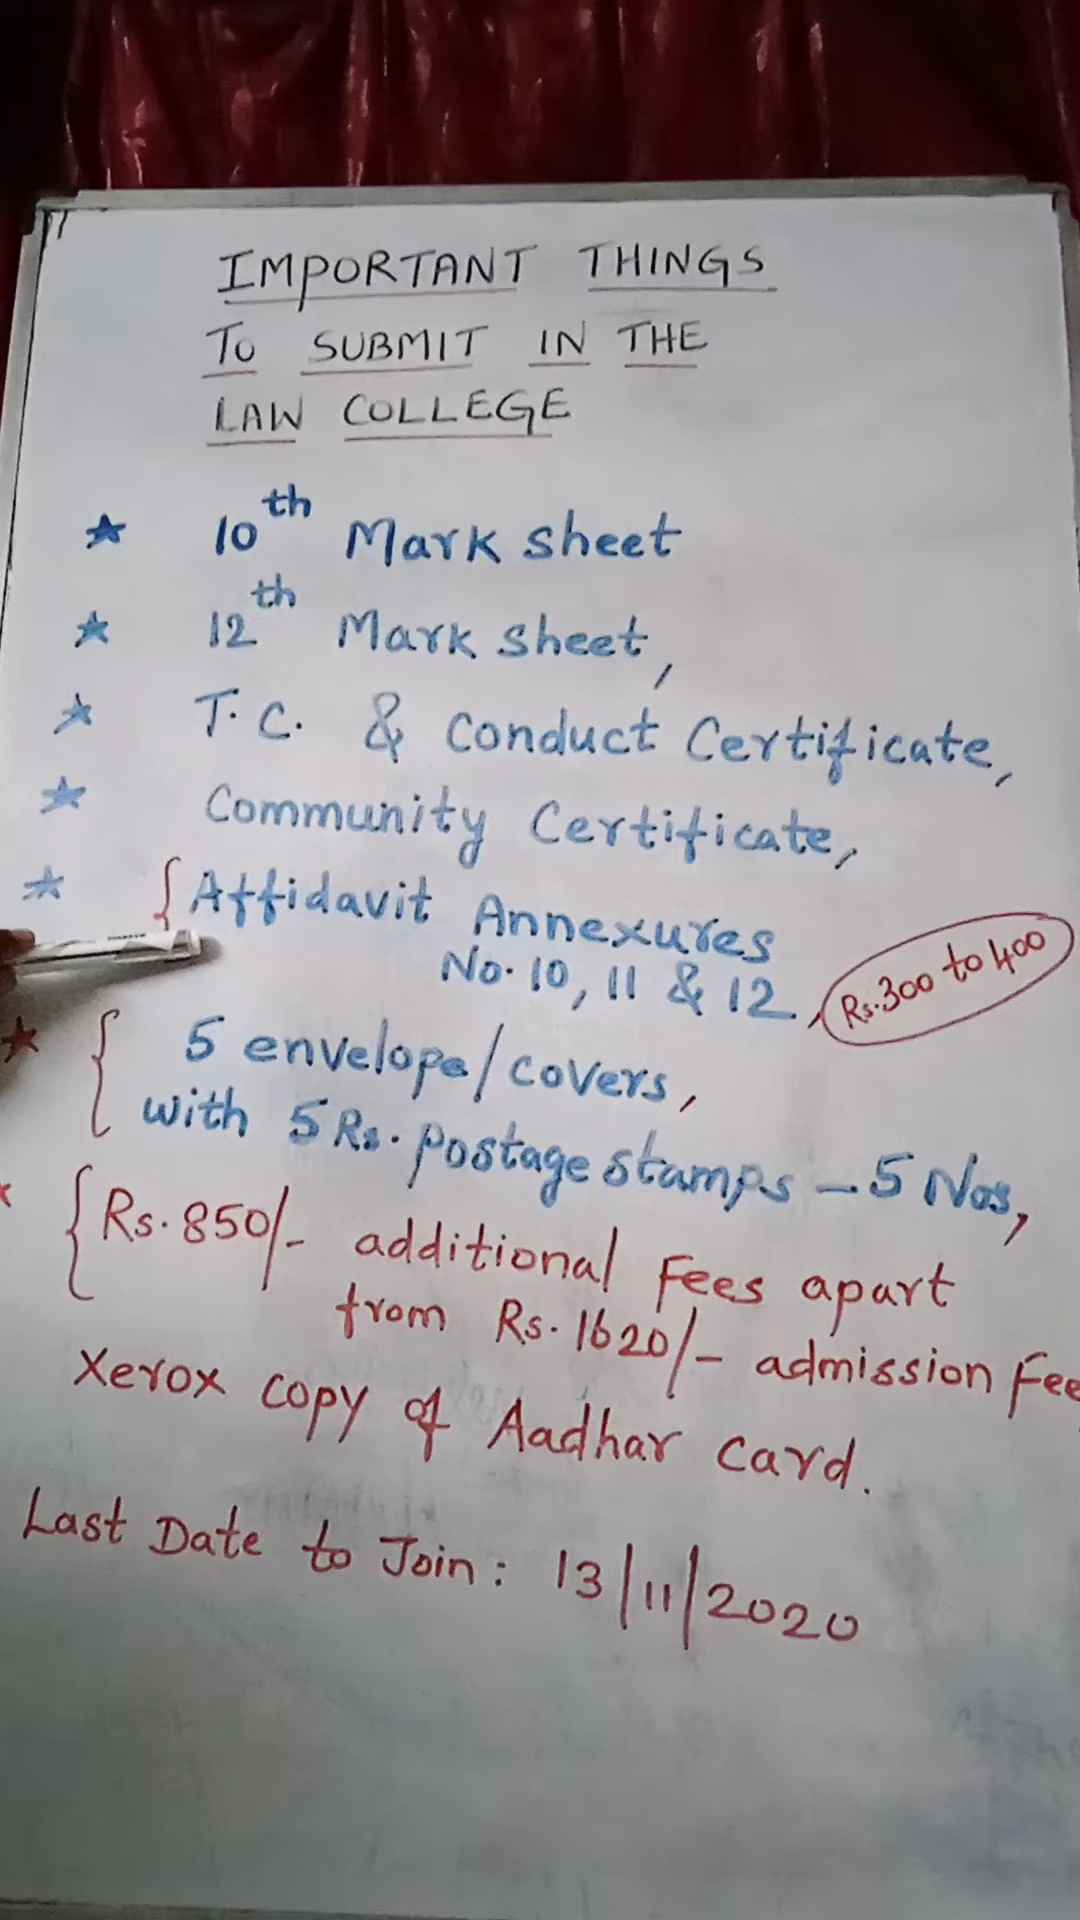 IMPORTANT THINGS
TO SUBMIT IN THE
LAW COLLEGE
★ 10th Mark sheet
★ 12th Mark sheet,
★ T.C. & Conduct Certificate,
★ Community Certificate,
★ {Affidavit Annexures
No. 10, 11 & 12, Rs.300 to 400
★ { 5 envelope/covers,
with 5 Rs. postage stamps - 5 Nos,
{Rs.850/- additional Fees apart
from Rs.1620/- admission Fee
Xerox copy of Aadhar card.
Last Date to Join : 13/11/2020